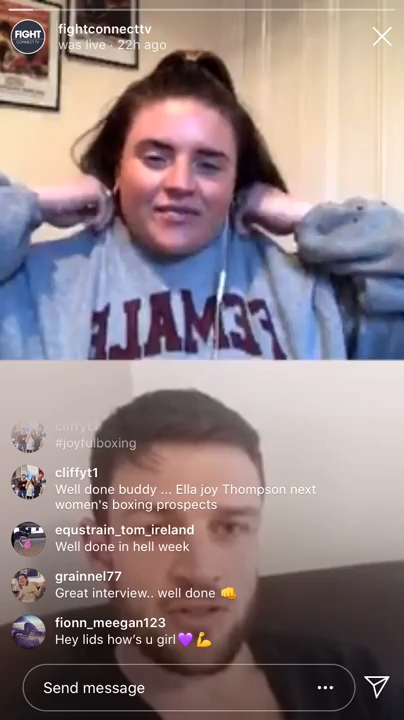 FIGHT
CONNECT TV
fightconnecttv
was live · 22h ago
FEMALE
cliffyt1
#joyfulboxing
cliffyt1
Well done buddy ... Ella joy Thompson next
women's boxing prospects
equstrain_tom_ireland
Well done in hell week
grainnel77
Great interview.. well done 👊
fionn_meegan123
Hey lids how's u girl💜💪
Send message